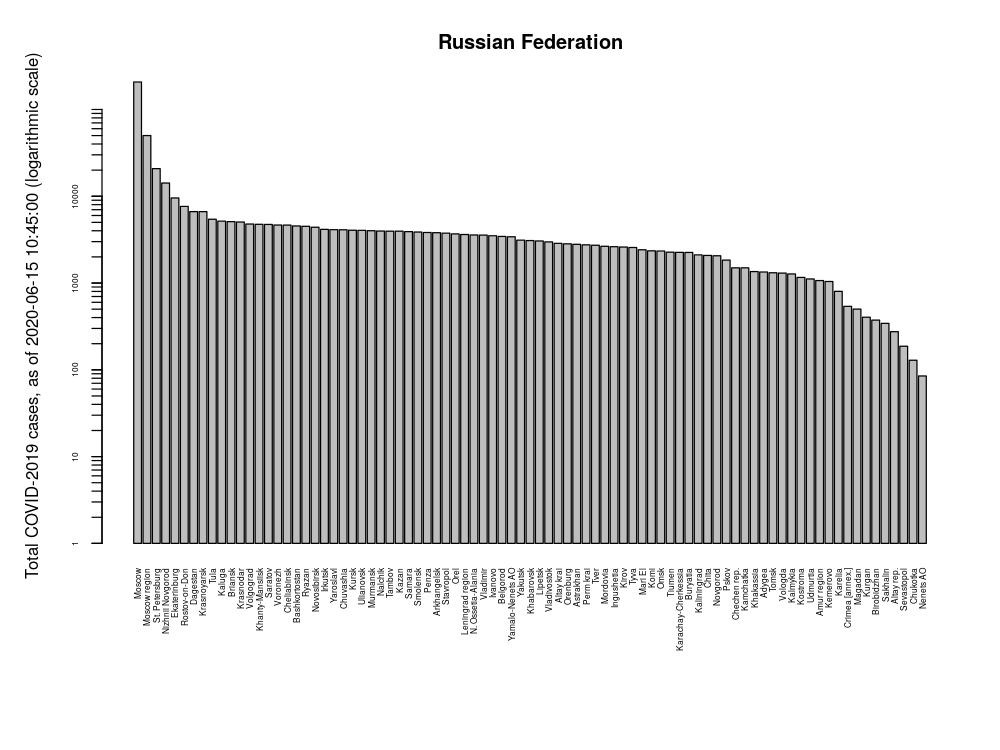 Russian Federation
Total COVID-2019 cases, as of 2020-06-15 10:45:00 (logarithmic scale)
10000
1000
100
10
1
Moscow
Moscow region
St. Petersburg
Nizhnii Novgorod
Ekaterinburg
Rostov-on-Don
Dagestan
Krasnoyarsk
Tula
Kaluga
Briansk
Krasnodar
Volgograd
Khanty-Mansiisk
Saratov
Voronezh
Cheliabinsk
Bashkortostan
Ryazan
Novosibirsk
Irkutsk
Yaroslavl
Chuvashia
Kursk
Ulianovsk
Murmansk
Nalchik
Tambov
Kazan
Samara
Smolensk
Penza
Arkhangelsk
Stavropol
Orel
Leningrad region
N. Ossetia-Alania
Vladimir
Ivanovo
Belgorod
Yamalo-Nenets AO
Yakutsk
Khabarovsk
Lipetsk
Vladivostok
Altay krai
Orenburg
Astrakhan
Perm krai
Tver
Mordovia
Ingushetia
Kirov
Tyva
Mari El
Komi
Omsk
Tiumen
Karachay-Cherkessia
Buryatia
Kaliningrad
Chita
Novgorod
Pskov
Chechen rep.
Kamchatka
Khakassia
Adygea
Tomsk
Vologda
Kalmykia
Kostroma
Udmurtia
Amur region
Kemerovo
Karelia
Crimea [annex.]
Magadan
Kurgan
Birobidzhan
Sakhalin
Altay rep.
Sevastopol
Chukotka
Nenets AO